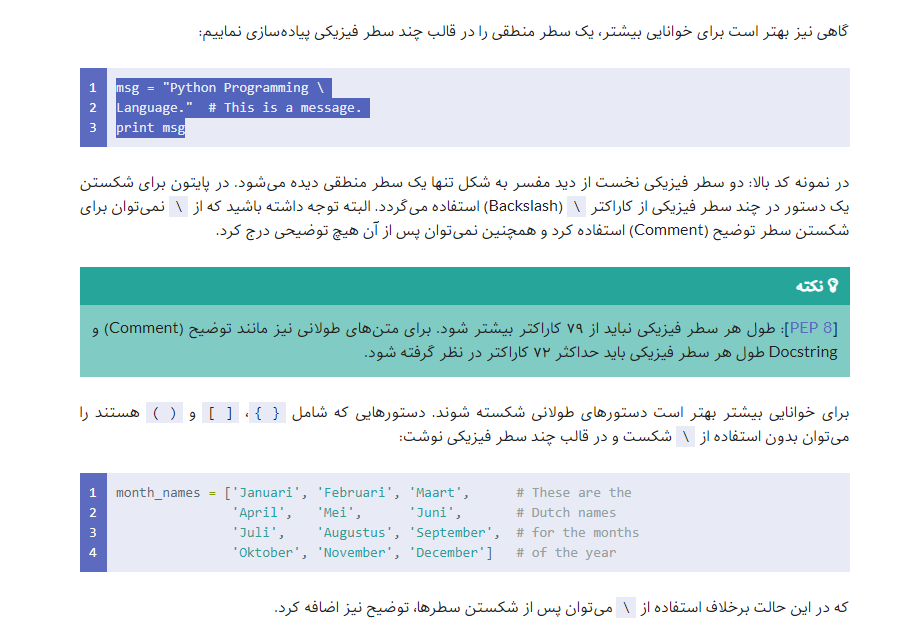 گاهی نیز بهتر است برای خوانایی بیشتر، یک سطر منطقی را در قالب چند سطر فیزیکی پیاده‌سازی نماییم:
1 msg = "Python Programming \
2 Language."  # This is a message.
3 print msg
در نمونه کد بالا: دو سطر فیزیکی نخست از دید مفسر به شکل تنها یک سطر منطقی دیده می‌شود. در پایتون برای شکستن
یک دستور در چند سطر فیزیکی از کاراکتر \ (Backslash) استفاده می‌گردد. البته توجه داشته باشید که از \ نمی‌توان برای
شکستن سطر توضیح (Comment) استفاده کرد و همچنین نمی‌توان پس از آن هیچ توضیحی درج کرد.
نکته
[PEP 8]: طول هر سطر فیزیکی نباید از ۷۹ کاراکتر بیشتر شود. برای متن‌های طولانی نیز مانند توضیح (Comment) و
Docstring طول هر سطر فیزیکی باید حداکثر ۷۲ کاراکتر در نظر گرفته شود.
برای خوانایی بیشتر بهتر است دستورهای طولانی شکسته شوند. دستورهایی که شامل { }، [ ] و ( ) هستند را
می‌توان بدون استفاده از \ شکست و در قالب چند سطر فیزیکی نوشت:
1 month_names = ['Januari', 'Februari', 'Maart',      # These are the
2                'April',   'Mei',      'Juni',       # Dutch names
3                'Juli',    'Augustus', 'September',  # for the months
4                'Oktober', 'November', 'December']   # of the year
که در این حالت برخلاف استفاده از \ می‌توان پس از شکستن سطرها، توضیح نیز اضافه کرد.